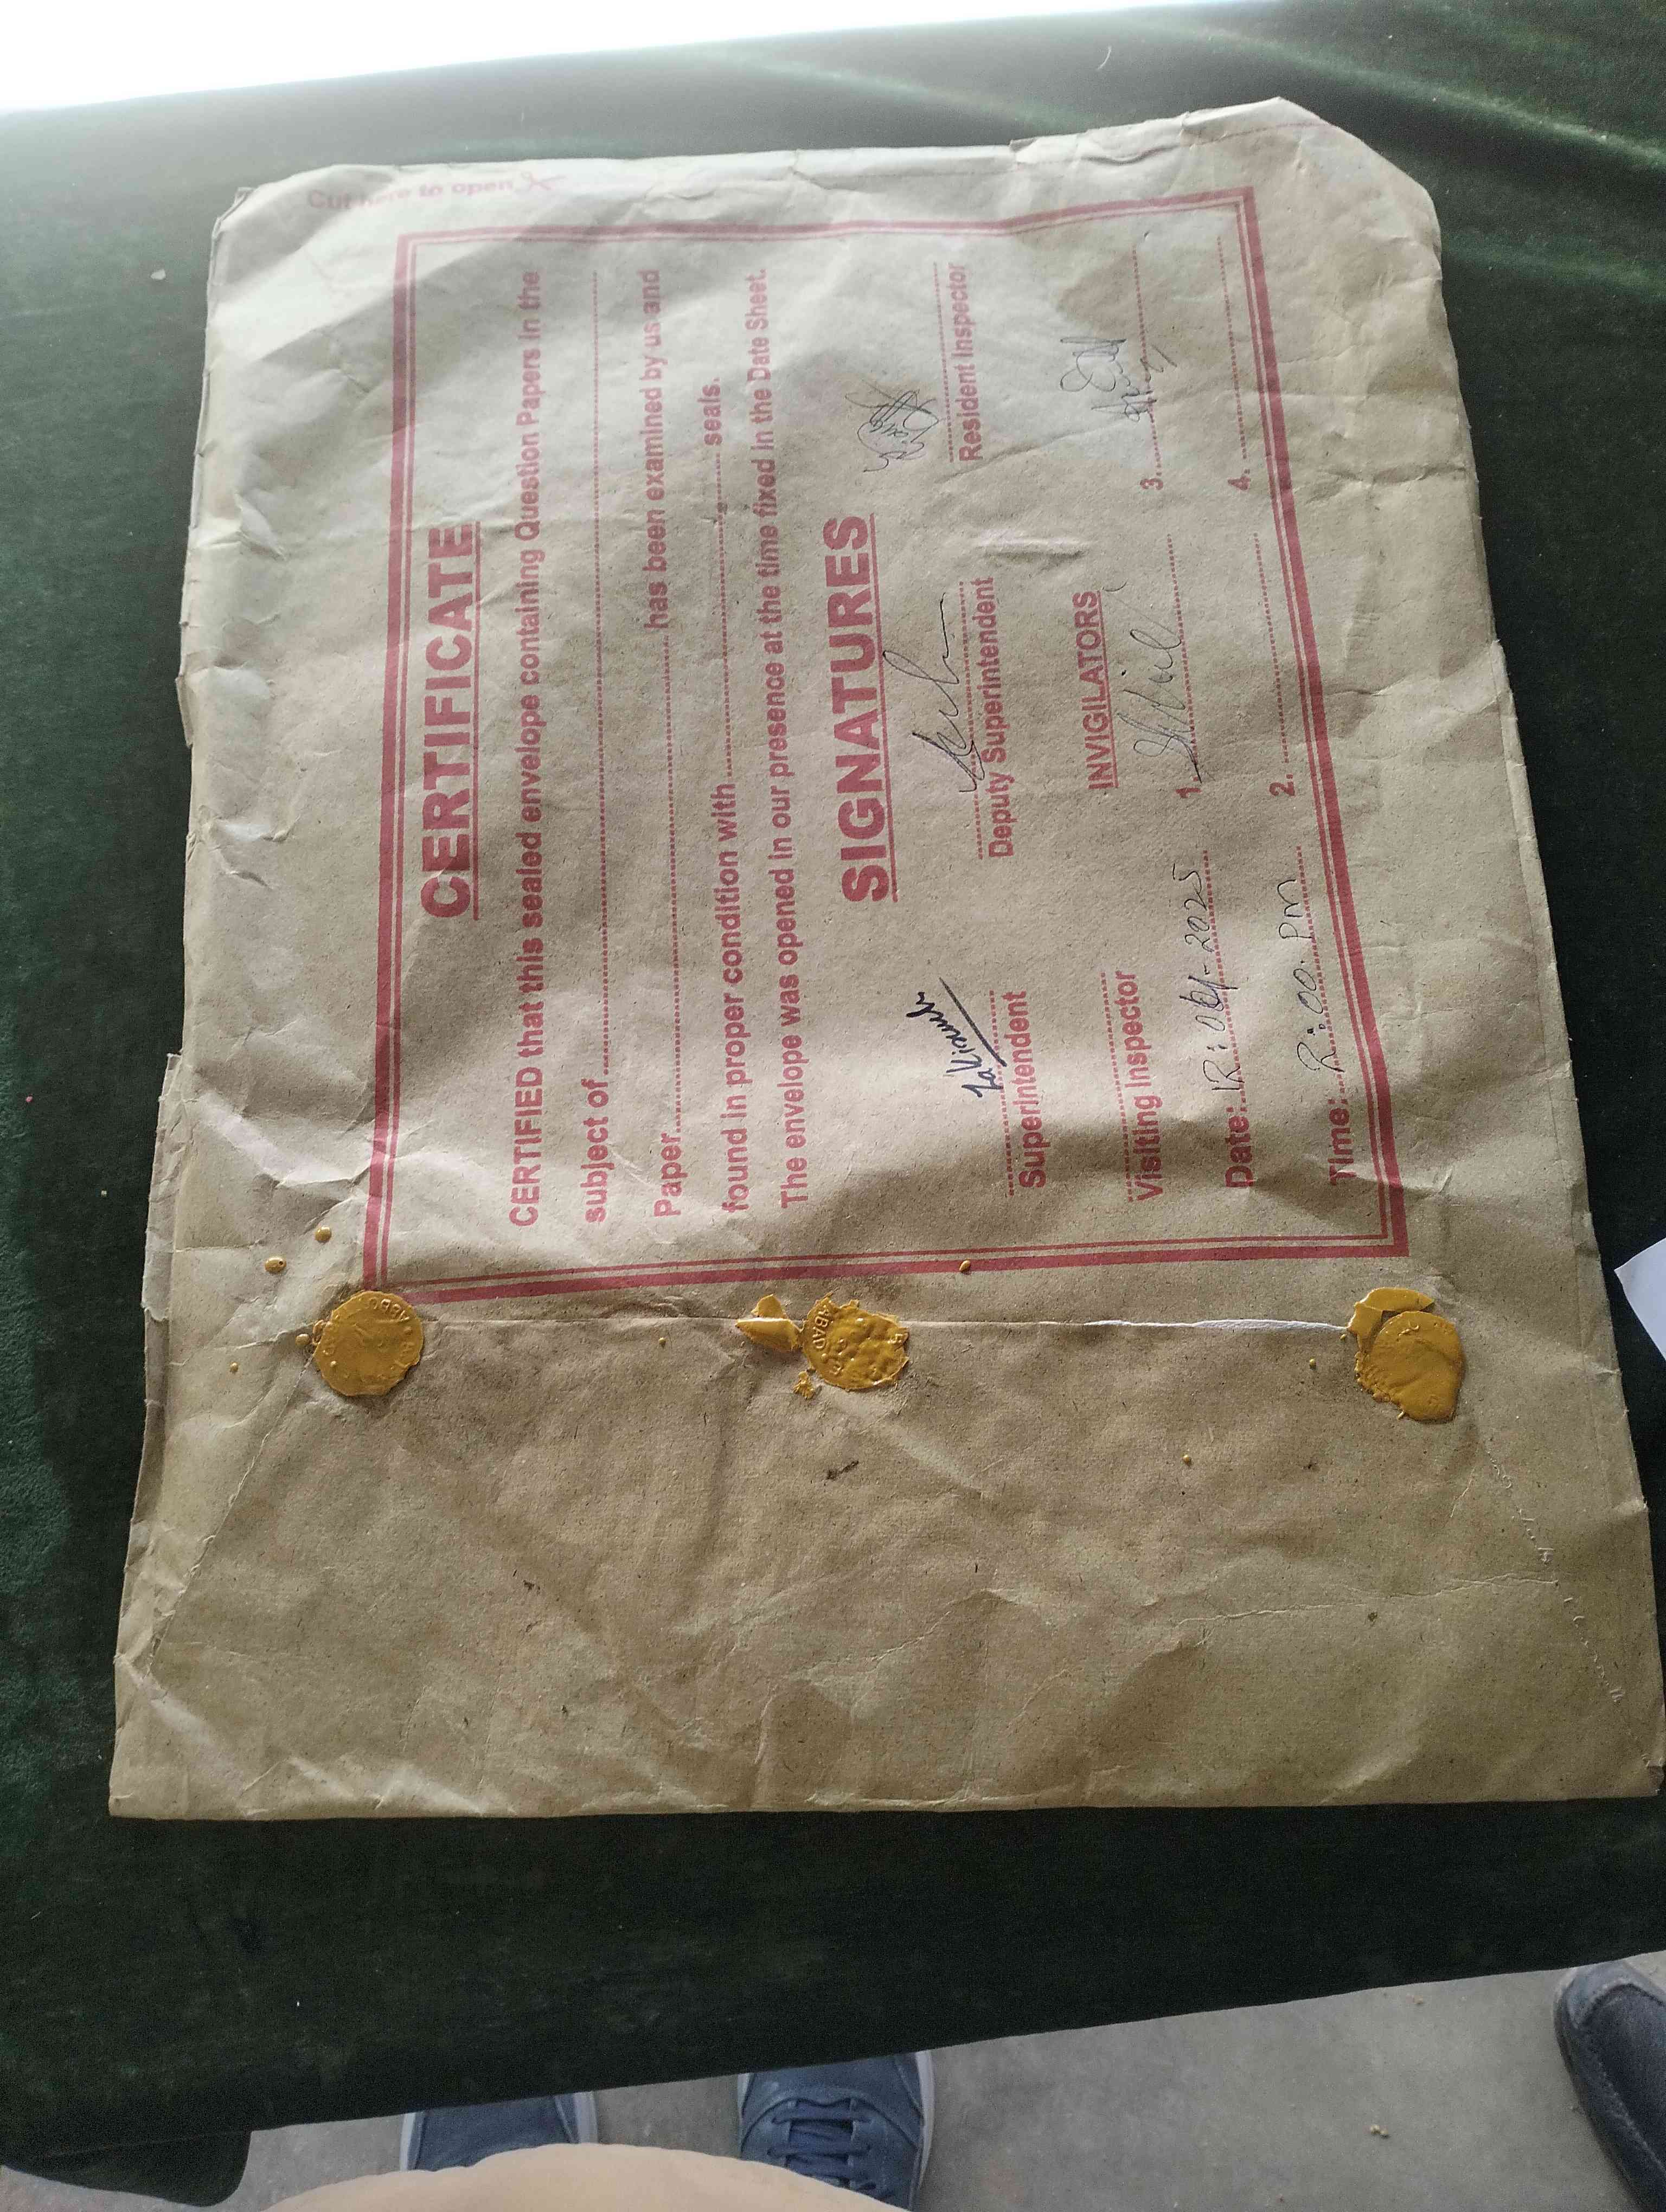 Cut here to open
CERTIFICATE
CERTIFIED that this sealed envelope containing Question Papers in the
subject of
Paper has been examined by us and
found in proper condition with seals.
The envelope was opened in our presence at the time fixed in the Date Sheet.
SIGNATURES
Superintendent Deputy Superintendent Resident Inspector
INVIGILATORS
Visiting Inspector
1. 3.
Date: 2025
2. 4.
Time: :00 PM